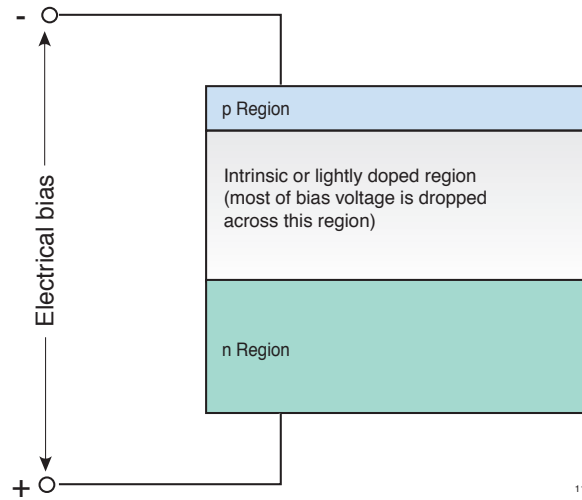 -
p Region
Intrinsic or lightly doped region
(most of bias voltage is dropped
across this region)
Electrical bias
n Region
+